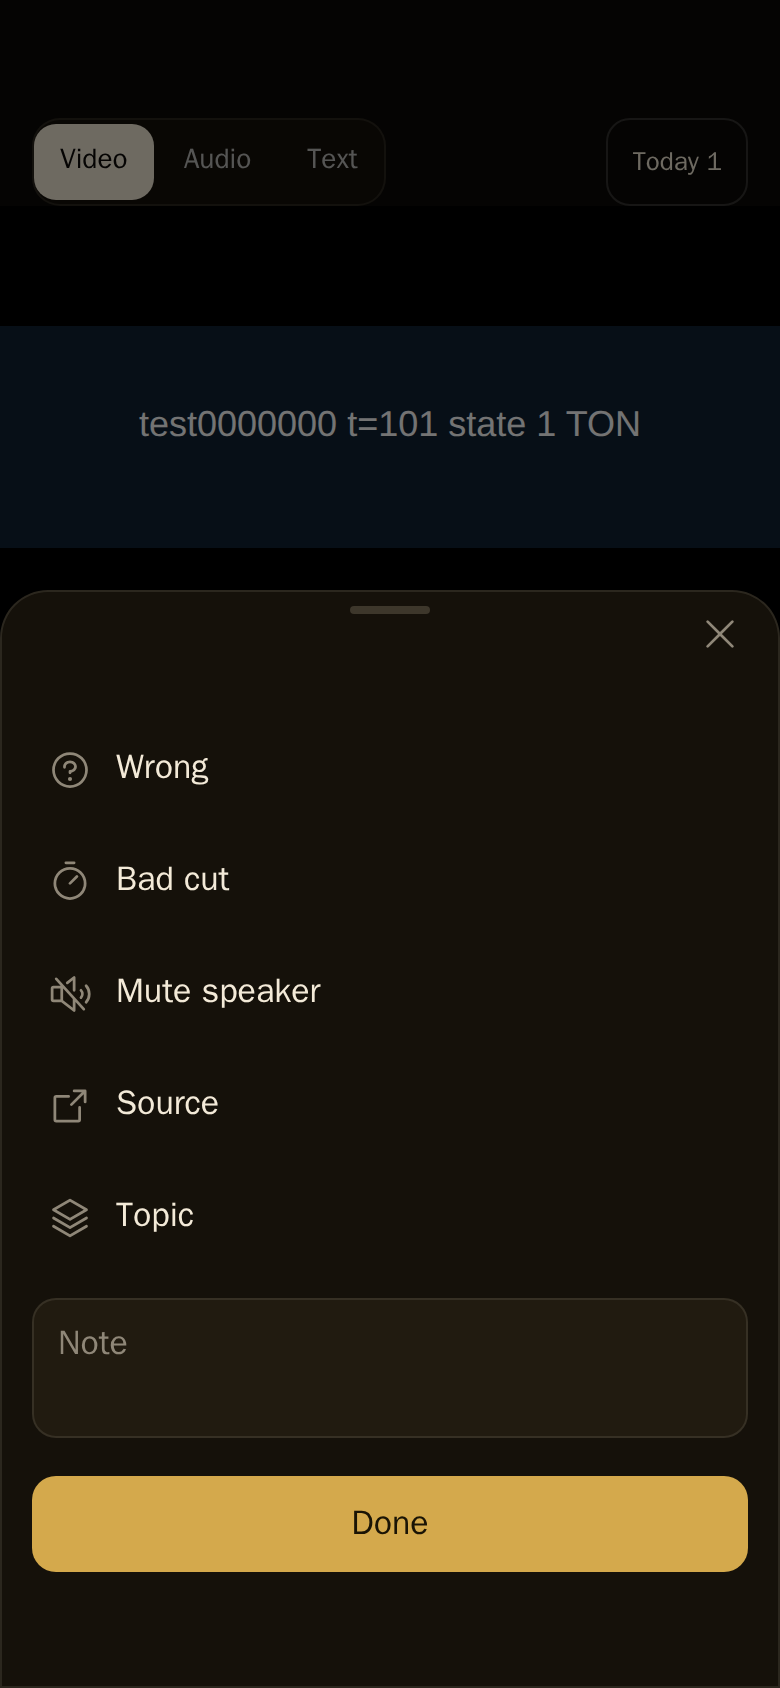 Video
Audio
Text
Today 1
test0000000 t=101 state 1 TON
Wrong
Bad cut
Mute speaker
Source
Topic
Note
Done